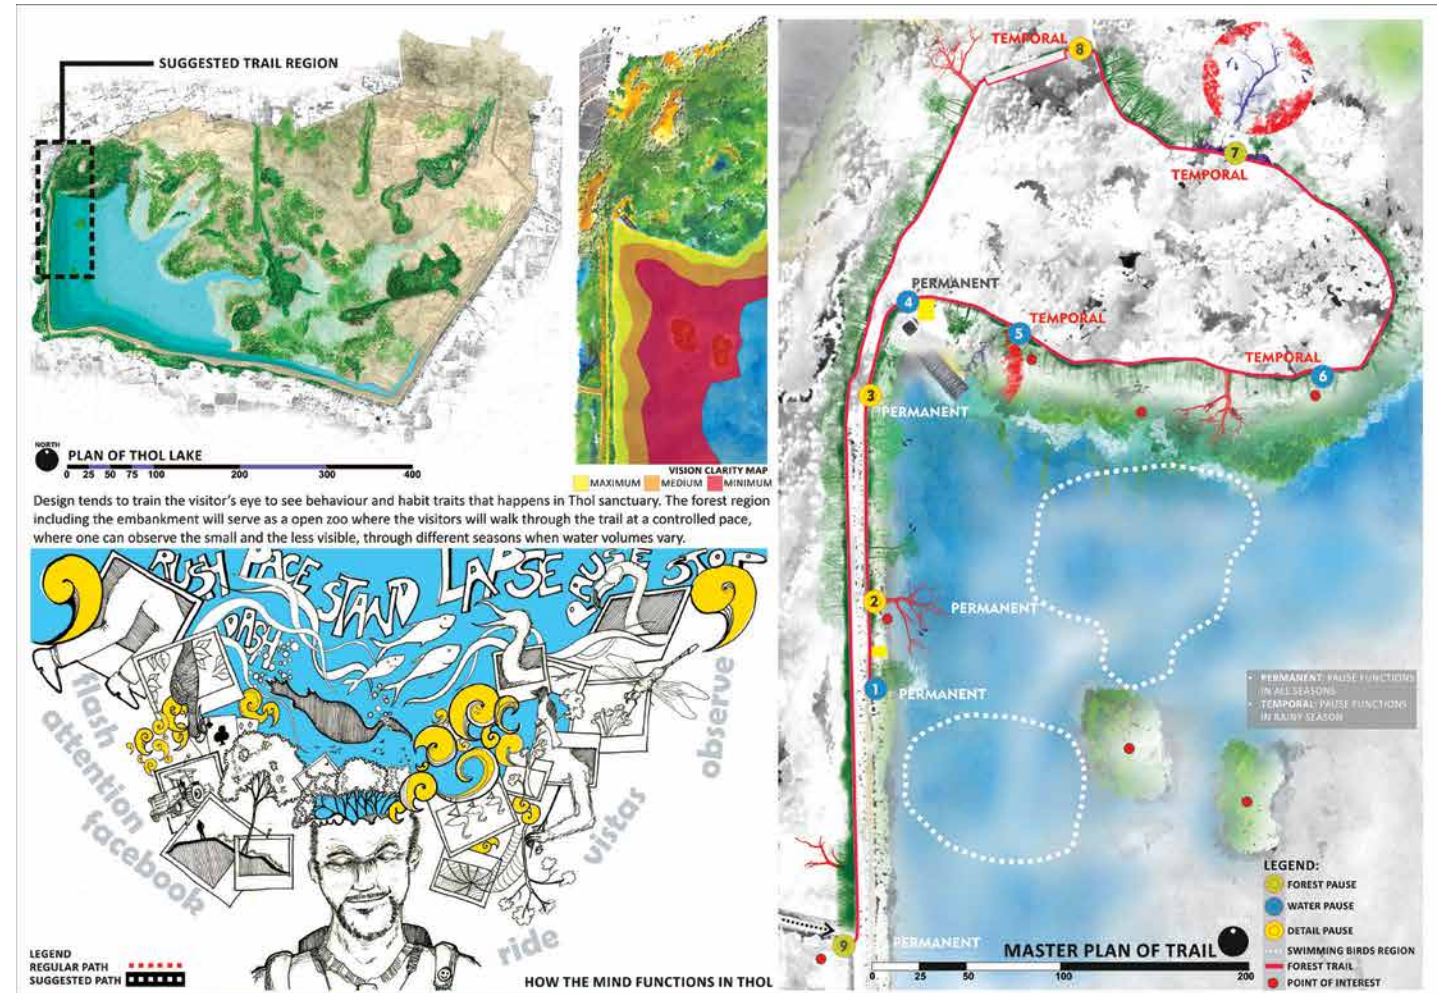 SUGGESTED TRAIL REGION
NORTH
PLAN OF THOL LAKE
0 25 50 75 100 200 300 400
VISION CLARITY MAP
MAXIMUM MEDIUM MINIMUM
Design tends to train the visitor's eye to see behaviour and habit traits that happens in Thol sanctuary. The forest region
including the embankment will serve as a open zoo where the visitors will walk through the trail at a controlled pace,
where one can observe the small and the less visible, through different seasons when water volumes vary.
RUSH PACE STAND LAPSE PAUSE STOP
DASH
flash
attention
facebook
ride
vistas
observe
LEGEND
REGULAR PATH
SUGGESTED PATH
HOW THE MIND FUNCTIONS IN THOL
TEMPORAL
8
7
TEMPORAL
PERMANENT
4
TEMPORAL
5
TEMPORAL
6
3
PERMANENT
2
PERMANENT
1
PERMANENT
• PERMANENT: PAUSE FUNCTIONS
IN ALL SEASONS
• TEMPORAL: PAUSE FUNCTIONS
IN RAINY SEASON
9
PERMANENT
MASTER PLAN OF TRAIL
0 25 50 100 200
LEGEND:
FOREST PAUSE
WATER PAUSE
DETAIL PAUSE
SWIMMING BIRDS REGION
FOREST TRAIL
POINT OF INTEREST